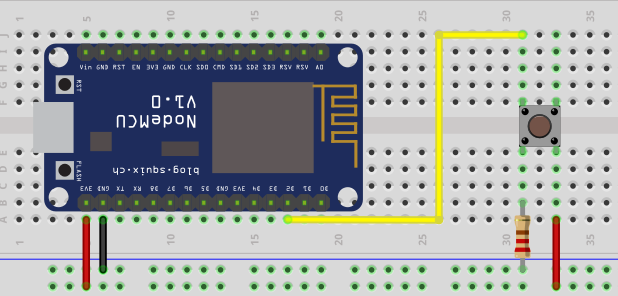 1 5 10 15 20 25 30 35
J
I
H
G
F
Vin GND RST EN 3V3 GND CLK SD0 CMD SD1 SD2 SD3 RSV RSV A0
RST
NodeMCU
V1.0
FLASH
blog.squix.ch
3V3 GND TX RX D8 D7 D6 D5 GND 3V3 D4 D3 D2 D1 D0
E
D
C
B
A
1 5 10 15 20 25 30 35